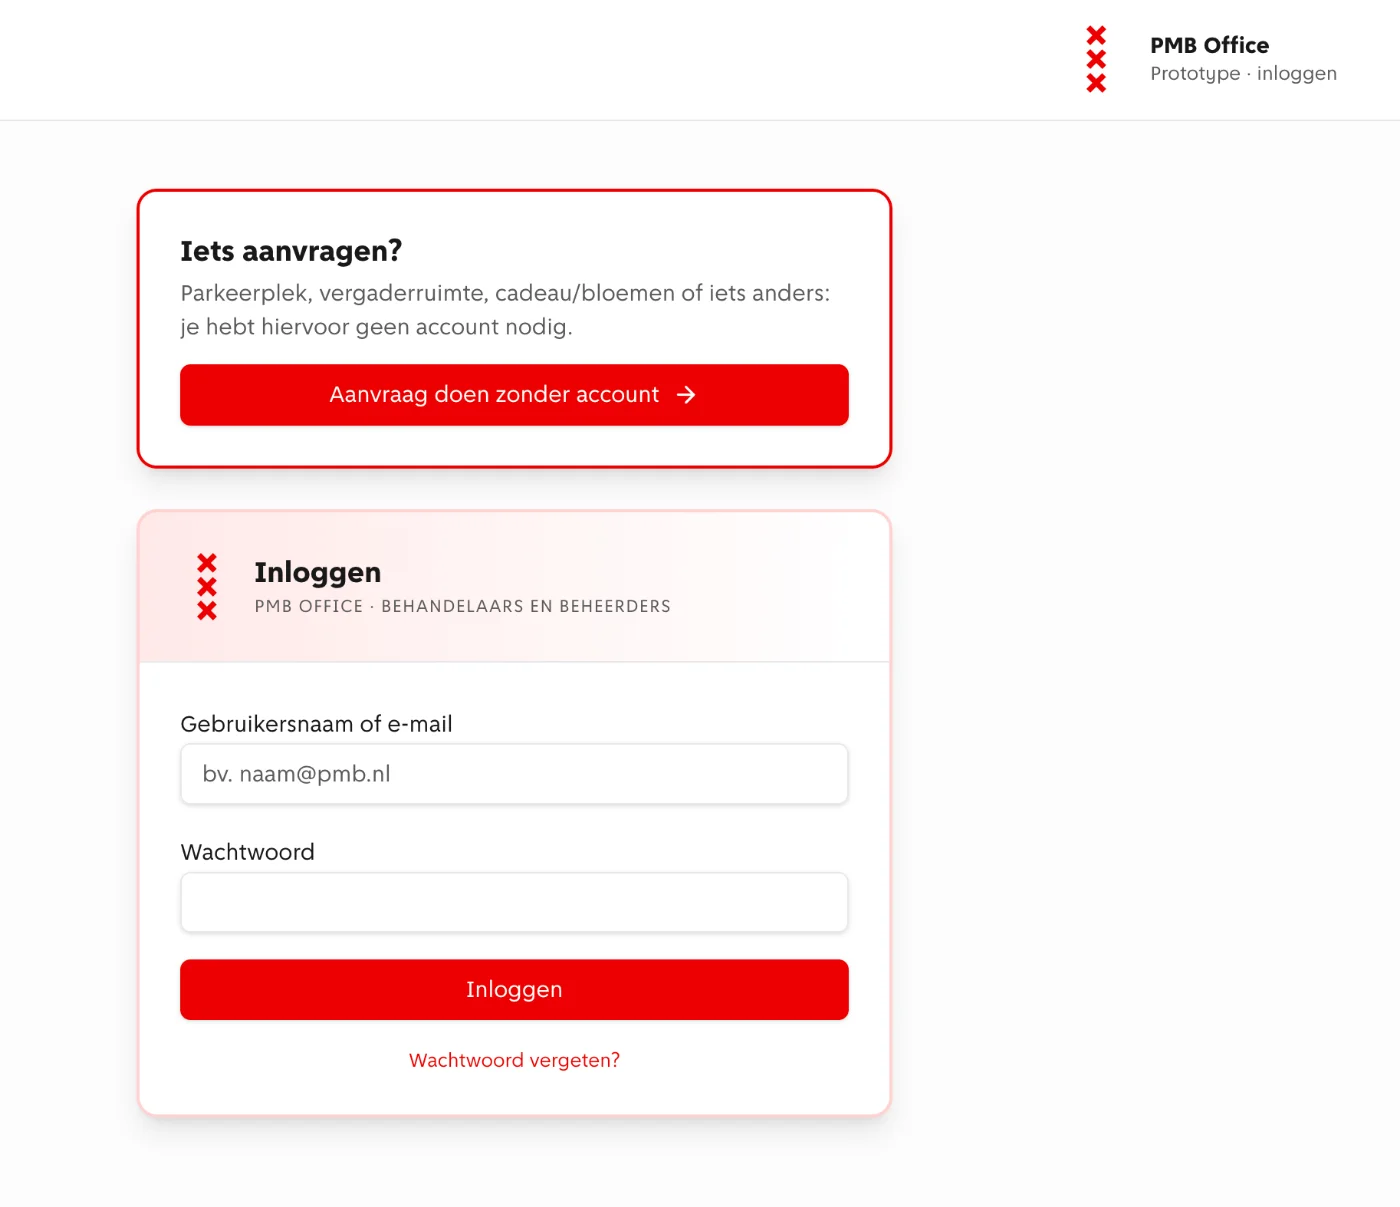 PMB Office
Prototype · inloggen
Iets aanvragen?
Parkeerplek, vergaderruimte, cadeau/bloemen of iets anders:
je hebt hiervoor geen account nodig.
Aanvraag doen zonder account →
Inloggen
PMB OFFICE · BEHANDELAARS EN BEHEERDERS
Gebruikersnaam of e-mail
bv. naam@pmb.nl
Wachtwoord
Inloggen
Wachtwoord vergeten?